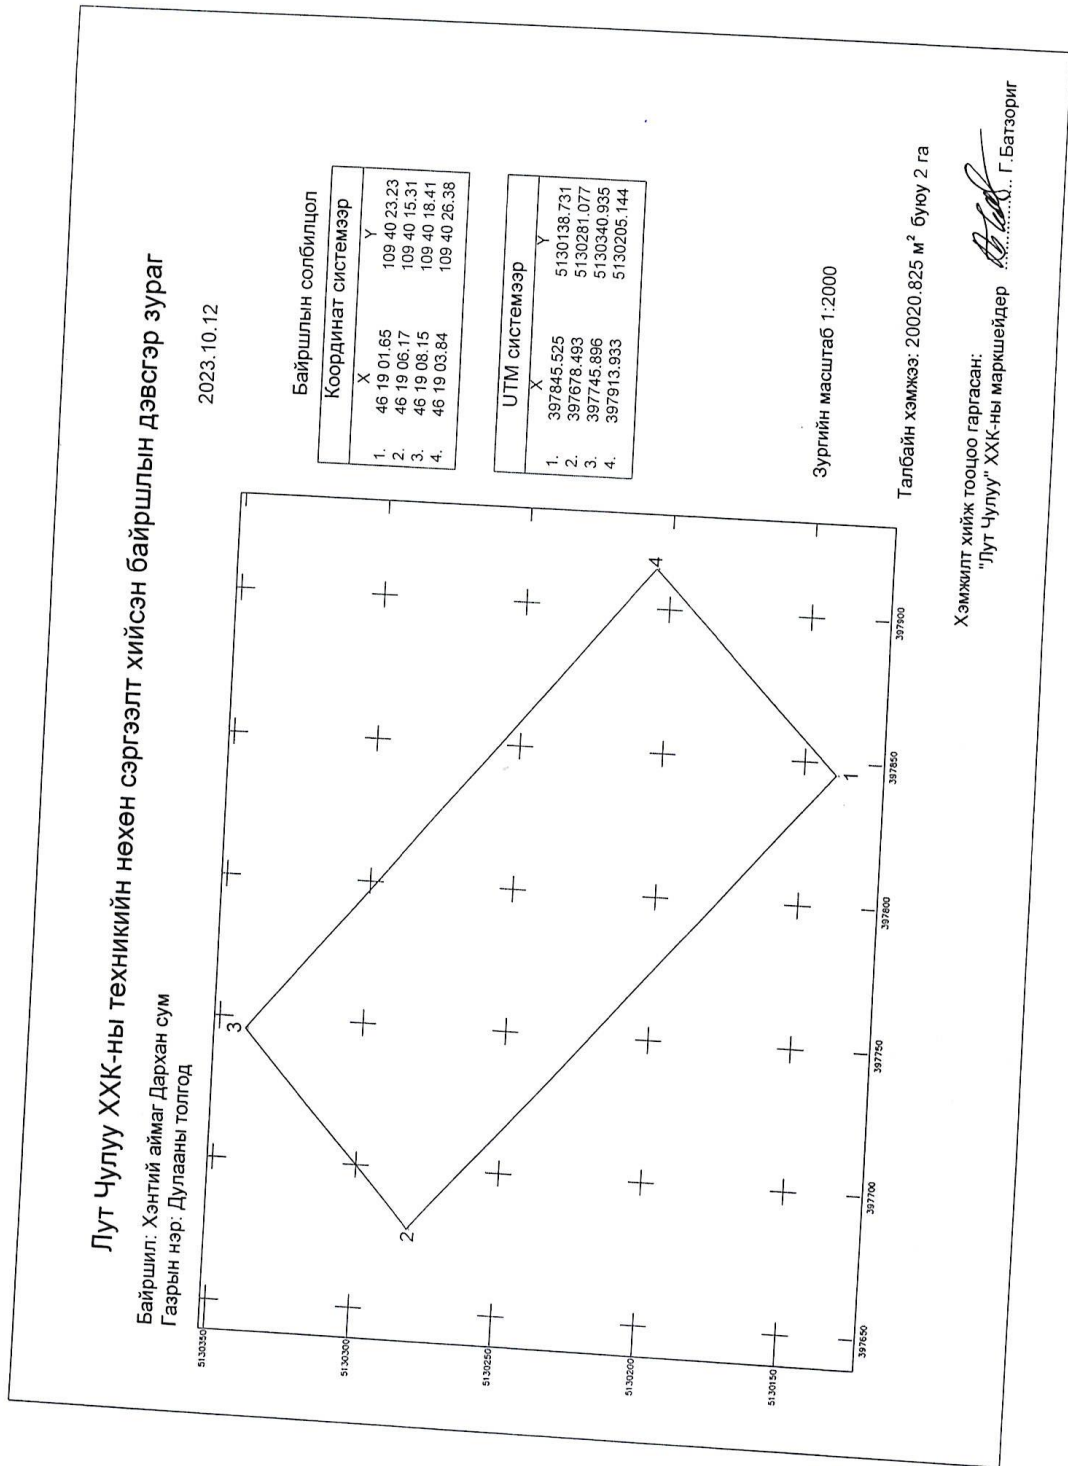 Лут Чулуу ХХК-ны техникийн нөхөн сэргээлт хийсэн байршлын дэвсгэр зураг
Байршил: Хэнтий аймаг Дархан сум
Газрын нэр: Дулааны толгод
2023.10.12
5130350
5130300
5130250
5130200
5130150
397650
397700
397750
397800
397850
397900
1
2
3
4
Байршлын солбилцол
Координат системээр
X Y
1. 46 19 01.65 109 40 23.23
2. 46 19 06.17 109 40 15.31
3. 46 19 08.15 109 40 18.41
4. 46 19 03.84 109 40 26.38
UTM системээр
X Y
1. 397845.525 5130138.731
2. 397678.493 5130281.077
3. 397745.896 5130340.935
4. 397913.933 5130205.144
Зургийн масштаб 1:2000
Талбайн хэмжээ: 20020.825 м² буюу 2 га
Хэмжилт хийж тооцоо гаргасан:
"Лут Чулуу" ХХК-ны маркшейдер .............. Г.Батзориг